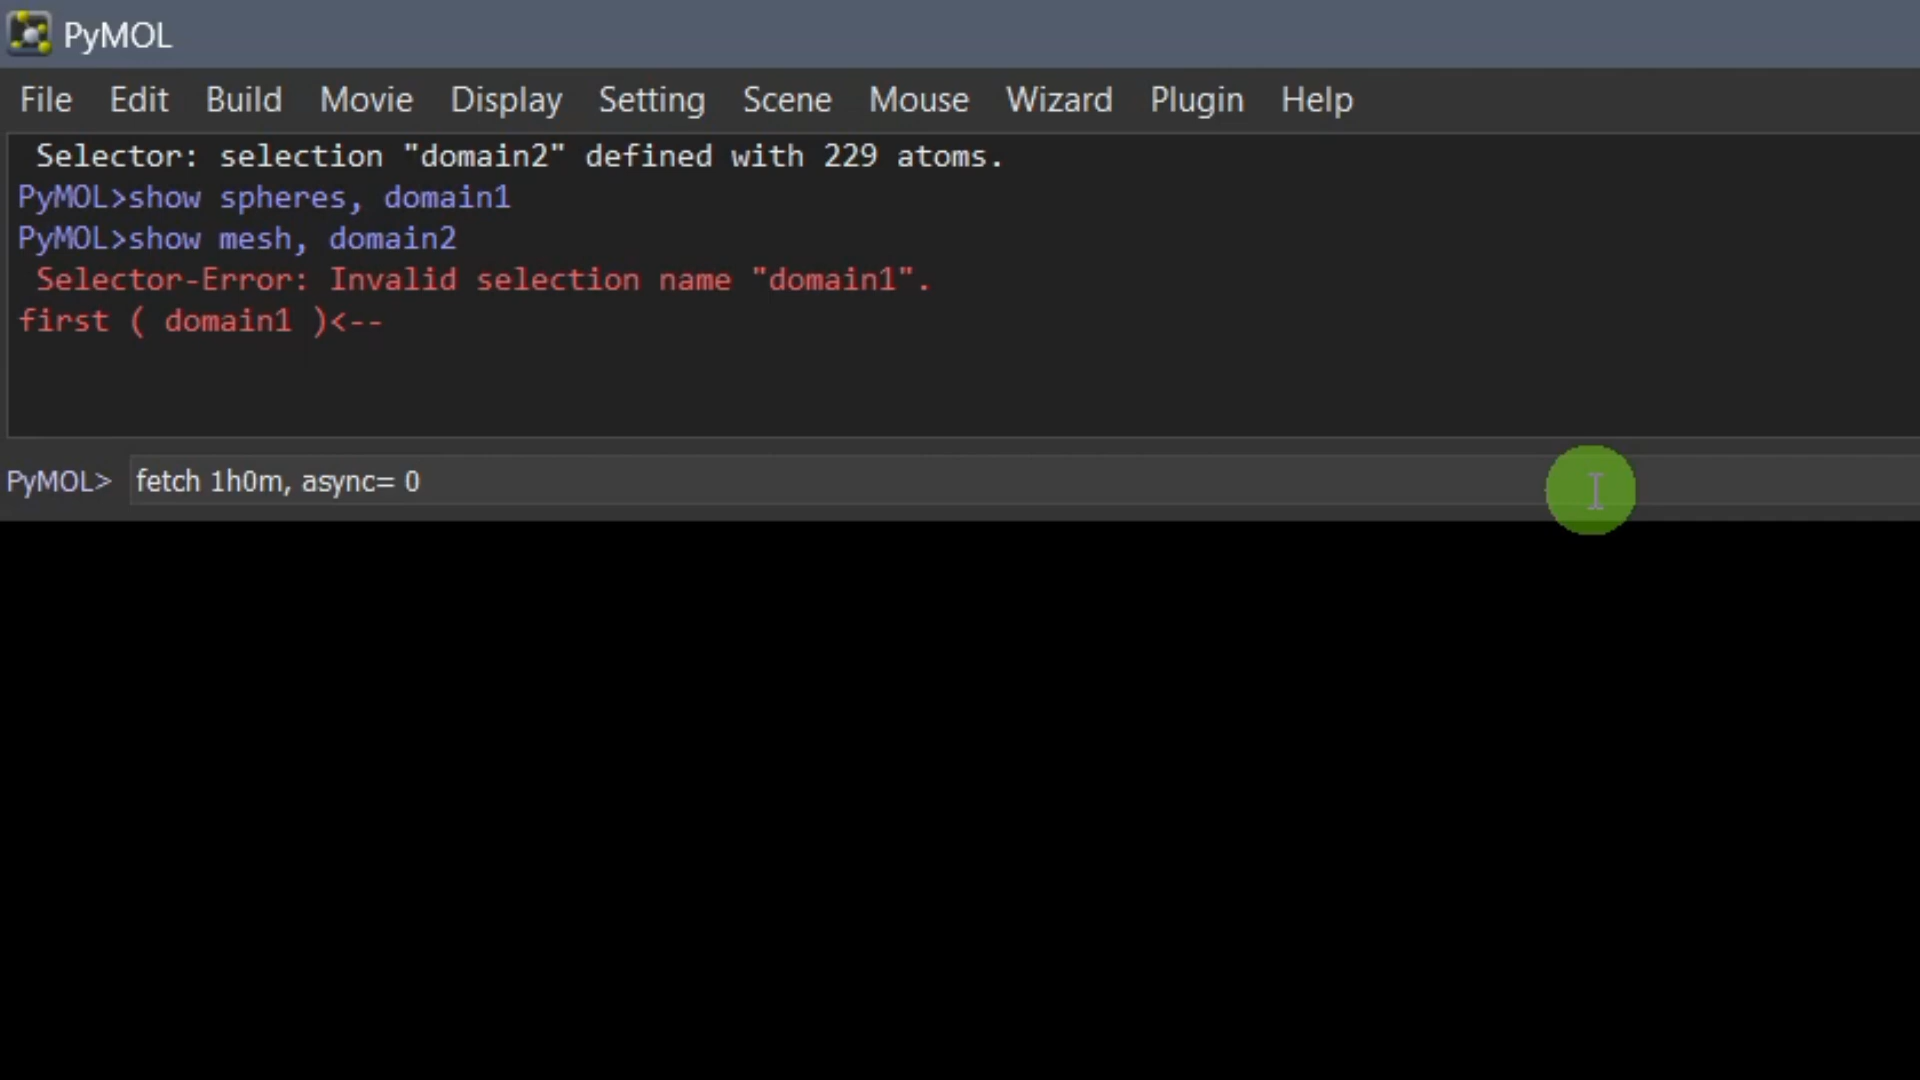 PyMOL
File Edit Build Movie Display Setting Scene Mouse Wizard Plugin Help
Selector: selection "domain2" defined with 229 atoms.
PyMOL>show spheres, domain1
PyMOL>show mesh, domain2
Selector-Error: Invalid selection name "domain1".
first ( domain1 )<--
PyMOL> fetch 1h0m, async= 0